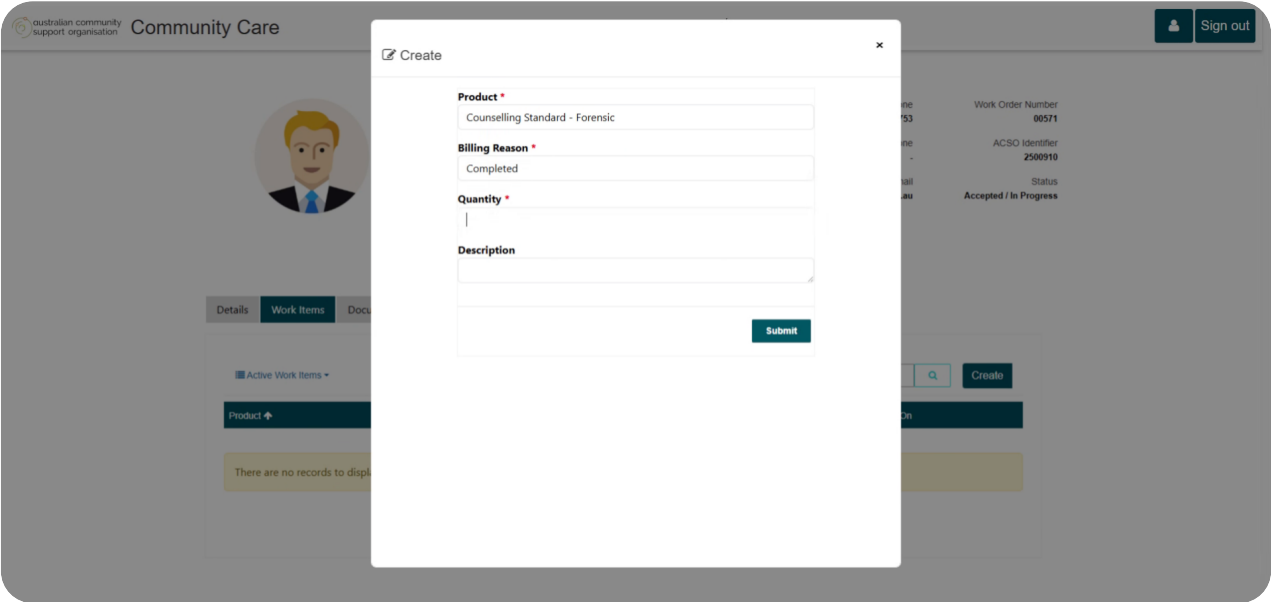 australian community
support organisation
Community Care
Sign out
Create
×
Product *
Counselling Standard - Forensic
Billing Reason *
Completed
Quantity *
Description
Submit
Work Order Number
00571
ACSO Identifier
2500910
Status
Accepted / In Progress
Details
Work Items
Active Work Items
Create
Product
On
There are no records to